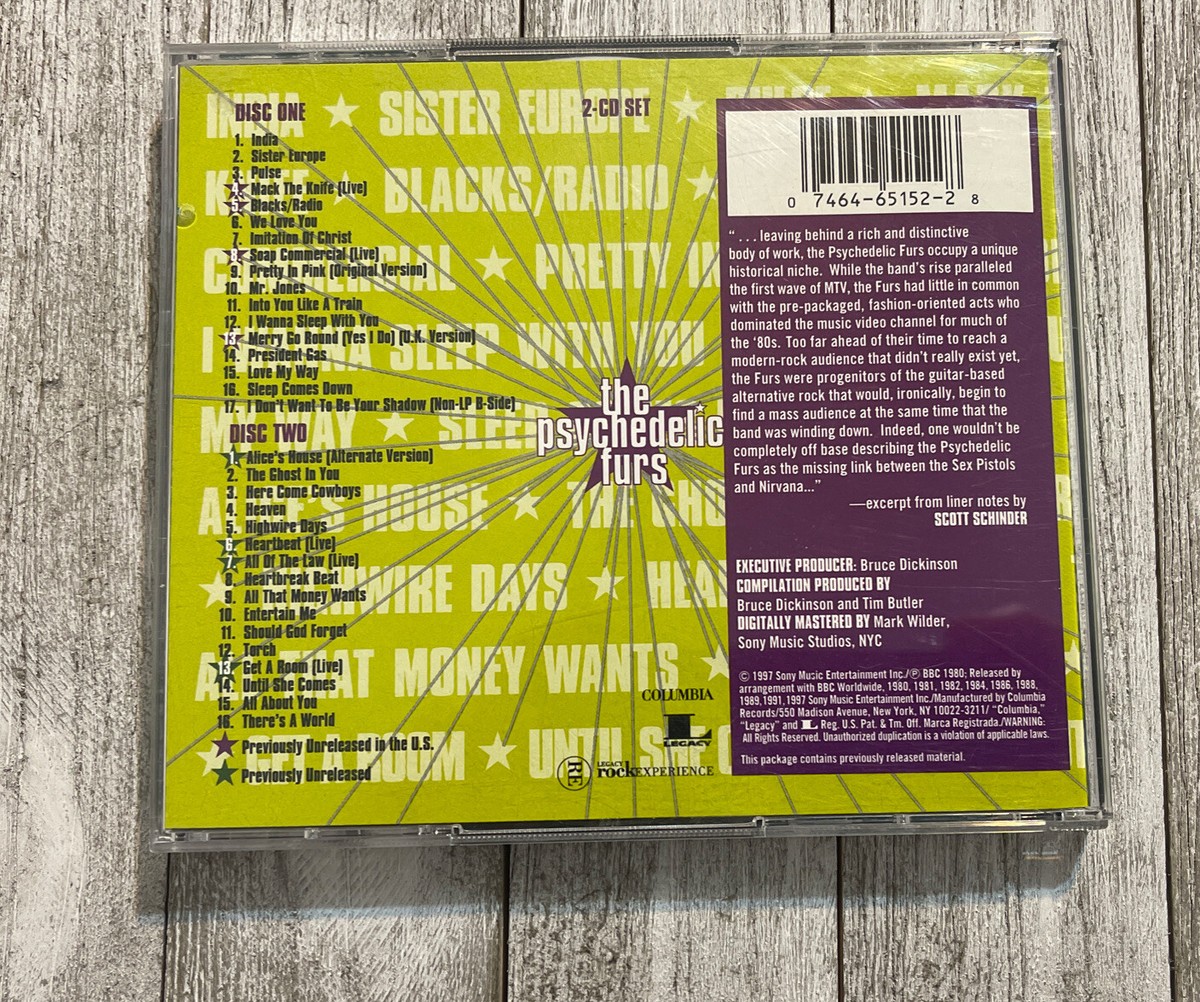 INDIA ★ SISTER EUROPE ★ PULSE ★ MACK
KNIFE ★ BLACKS/RADIO ★
COMMERCIAL ★ PRETTY IN
I WANNA SLEEP WITH YOU
MY WAY ★ SLEEP
ALICE'S HOUSE ★ THE GHO
★ HIGHWIRE DAYS ★ HEA
ALL THAT MONEY WANTS ★
★ GET A ROOM ★ UNTIL SHE C
DISC ONE
2-CD SET
1. India
2. Sister Europe
3. Pulse
4. Mack The Knife (Live)
5. Blacks/Radio
6. We Love You
7. Imitation Of Christ
8. Soap Commercial (Live)
9. Pretty In Pink (Original Version)
10. Mr. Jones
11. Into You Like A Train
12. I Wanna Sleep With You
13. Merry Go Round (Yes I Do) (U.K. Version)
14. President Gas
15. Love My Way
16. Sleep Comes Down
17. I Don't Want To Be Your Shadow (Non-LP B-Side)
DISC TWO
1. Alice's House (Alternate Version)
2. The Ghost In You
3. Here Come Cowboys
4. Heaven
5. Highwire Days
6. Heartbeat (Live)
7. All Of The Law (Live)
8. Heartbreak Beat
9. All That Money Wants
10. Entertain Me
11. Should God Forget
12. Torch
13. Get A Room (Live)
14. Until She Comes
15. All About You
16. There's A World
★ Previously Unreleased in the U.S.
★ Previously Unreleased
the
psychedelic
furs
COLUMBIA
L
LEGACY
RE
LEGACY
rockEXPERIENCE
0 7464-65152-2 8
“ . . . leaving behind a rich and distinctive
body of work, the Psychedelic Furs occupy a unique
historical niche. While the band's rise paralleled
the first wave of MTV, the Furs had little in common
with the pre-packaged, fashion-oriented acts who
dominated the music video channel for much of
the ‘80s. Too far ahead of their time to reach a
modern-rock audience that didn't really exist yet,
the Furs were progenitors of the guitar-based
alternative rock that would, ironically, begin to
find a mass audience at the same time that the
band was winding down. Indeed, one wouldn't be
completely off base describing the Psychedelic
Furs as the missing link between the Sex Pistols
and Nirvana...”
—excerpt from liner notes by
SCOTT SCHINDER
EXECUTIVE PRODUCER: Bruce Dickinson
COMPILATION PRODUCED BY
Bruce Dickinson and Tim Butler
DIGITALLY MASTERED BY Mark Wilder,
Sony Music Studios, NYC
© 1997 Sony Music Entertainment Inc./℗ BBC 1980; Released by
arrangement with BBC Worldwide, 1980, 1981, 1982, 1984, 1986, 1988,
1989,1991,1997 Sony Music Entertainment Inc./Manufactured by Columbia
Records/550 Madison Avenue, New York, NY 10022-3211/ “Columbia,”
“Legacy” and L Reg. U.S. Pat. & Tm. Off. Marca Registrada./WARNING:
All Rights Reserved. Unauthorized duplication is a violation of applicable laws.
This package contains previously released material.